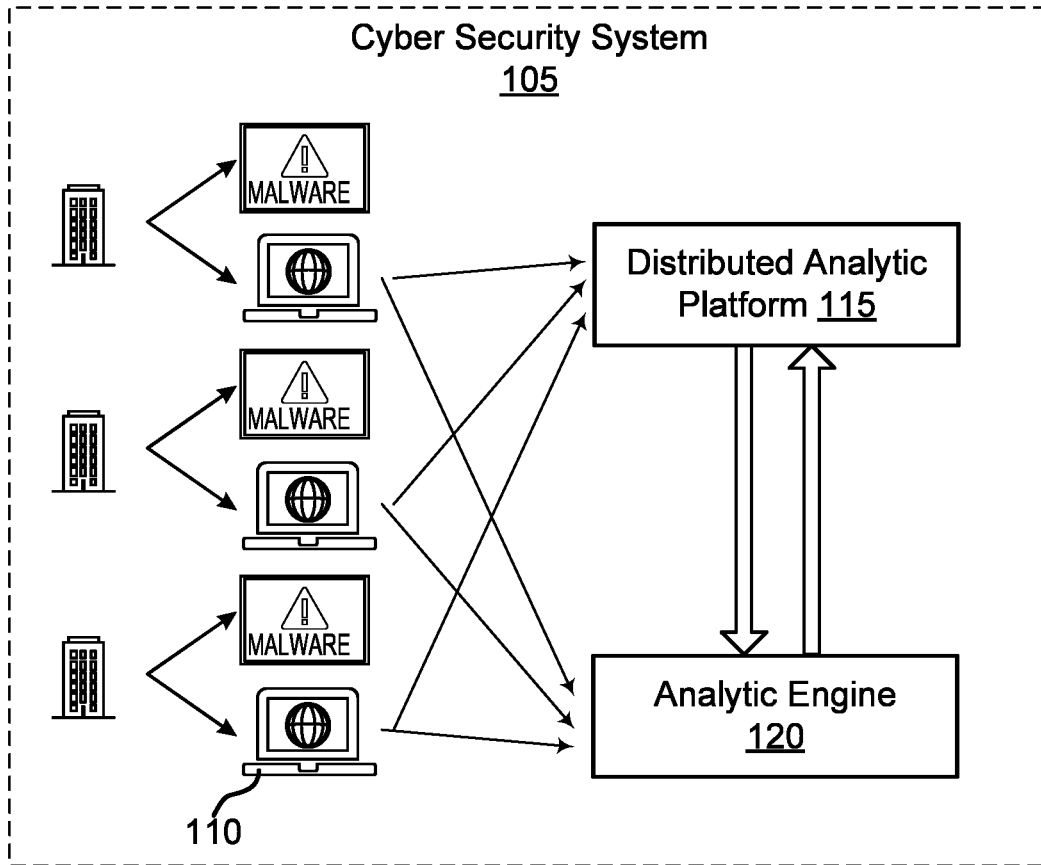 Cyber Security System
105
MALWARE
Distributed Analytic
Platform 115
MALWARE
MALWARE
Analytic Engine
120
110